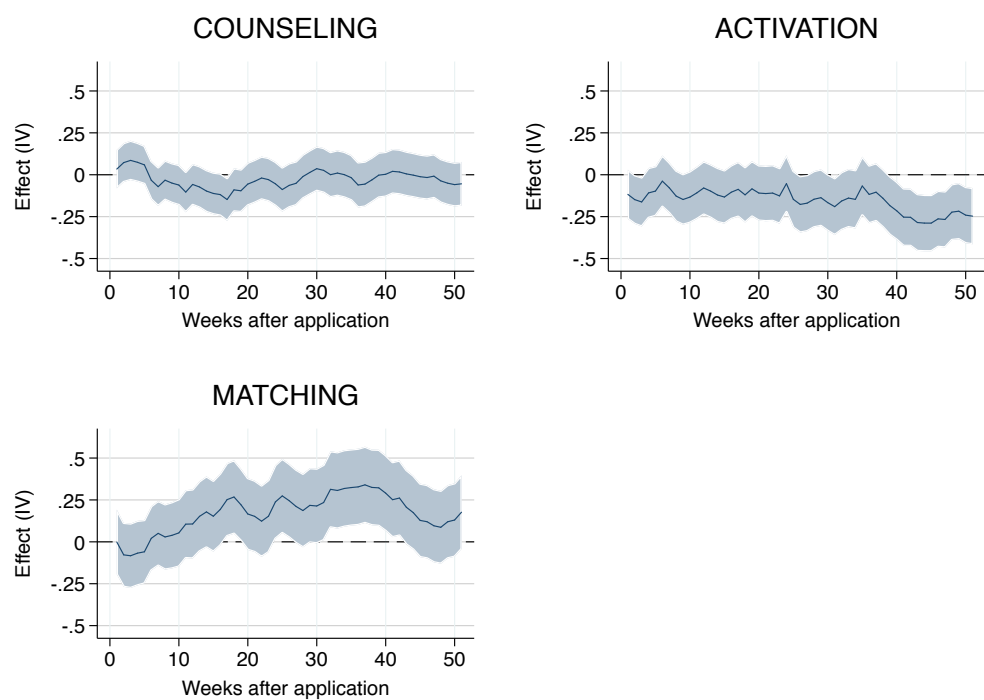 COUNSELING
Effect (IV)
.5
.25
0
-.25
-.5
0 10 20 30 40 50
Weeks after application
ACTIVATION
Effect (IV)
.5
.25
0
-.25
-.5
0 10 20 30 40 50
Weeks after application
MATCHING
Effect (IV)
.5
.25
0
-.25
-.5
0 10 20 30 40 50
Weeks after application